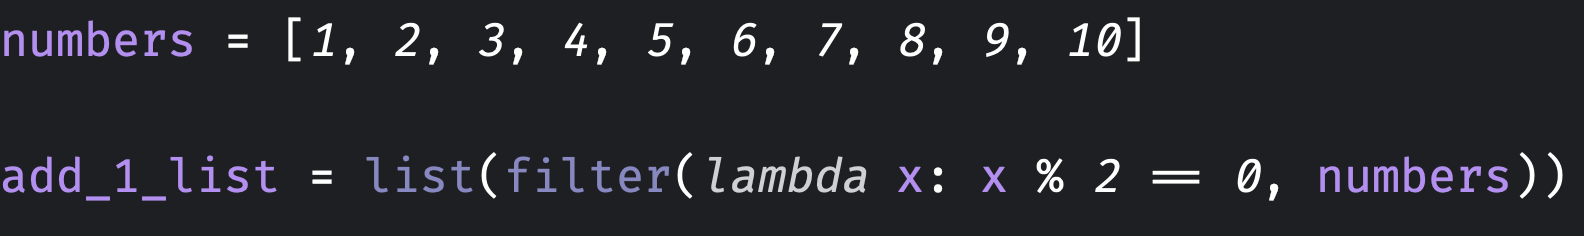 numbers = [1, 2, 3, 4, 5, 6, 7, 8, 9, 10]
add_1_list = list(filter(lambda x: x % 2 == 0, numbers))